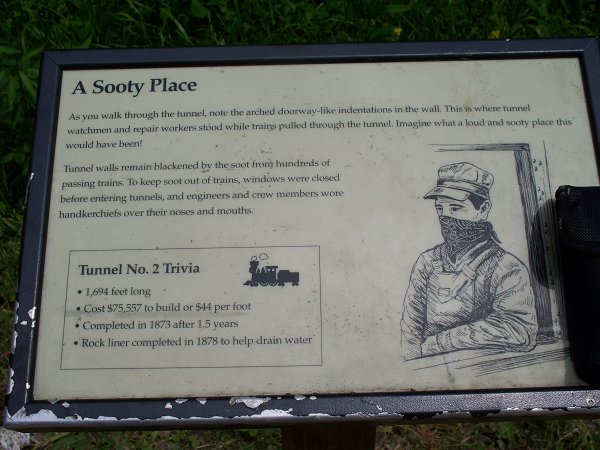 A Sooty Place
As you walk through the tunnel, note the arched doorway-like indentations in the wall. This is where tunnel
watchmen and repair workers stood while trains pulled through the tunnel. Imagine what a loud and sooty place this
would have been!
Tunnel walls remain blackened by the soot from hundreds of
passing trains. To keep soot out of trains, windows were closed
before entering tunnels, and engineers and crew members wore
handkerchiefs over their noses and mouths.
Tunnel No. 2 Trivia
• 1,694 feet long
• Cost $75,557 to build or $44 per foot
• Completed in 1873 after 1.5 years
• Rock liner completed in 1878 to help drain water